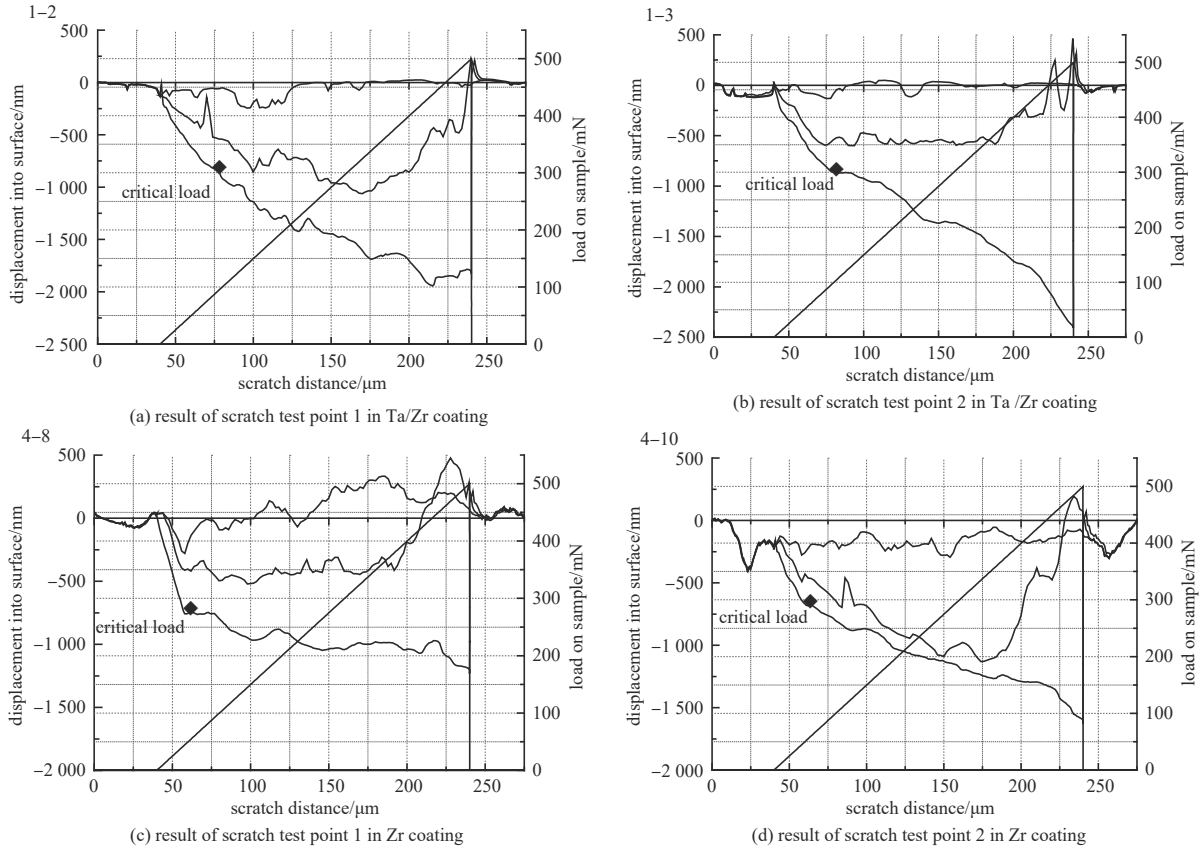 1–2
500
0
−500
−1 000
−1 500
−2 000
−2 500
displacement into surface/nm
critical load
0 50 100 150 200 250
scratch distance/μm
500
400
300
200
100
0
load on sample/mN
(a) result of scratch test point 1 in Ta/Zr coating
1–3
500
0
−500
−1 000
−1 500
−2 000
−2 500
displacement into surface/nm
critical load
0 50 100 150 200 250
scratch distance/μm
500
400
300
200
100
0
load on sample/mN
(b) result of scratch test point 2 in Ta /Zr coating
4–8
500
0
−500
−1 000
−1 500
−2 000
displacement into surface/nm
critical load
0 50 100 150 200 250
scratch distance/μm
500
400
300
200
100
0
load on sample/mN
(c) result of scratch test point 1 in Zr coating
4–10
500
0
−500
−1 000
−1 500
−2 000
displacement into surface/nm
critical load
0 50 100 150 200 250
scratch distance/μm
500
400
300
200
100
0
load on sample/mN
(d) result of scratch test point 2 in Zr coating